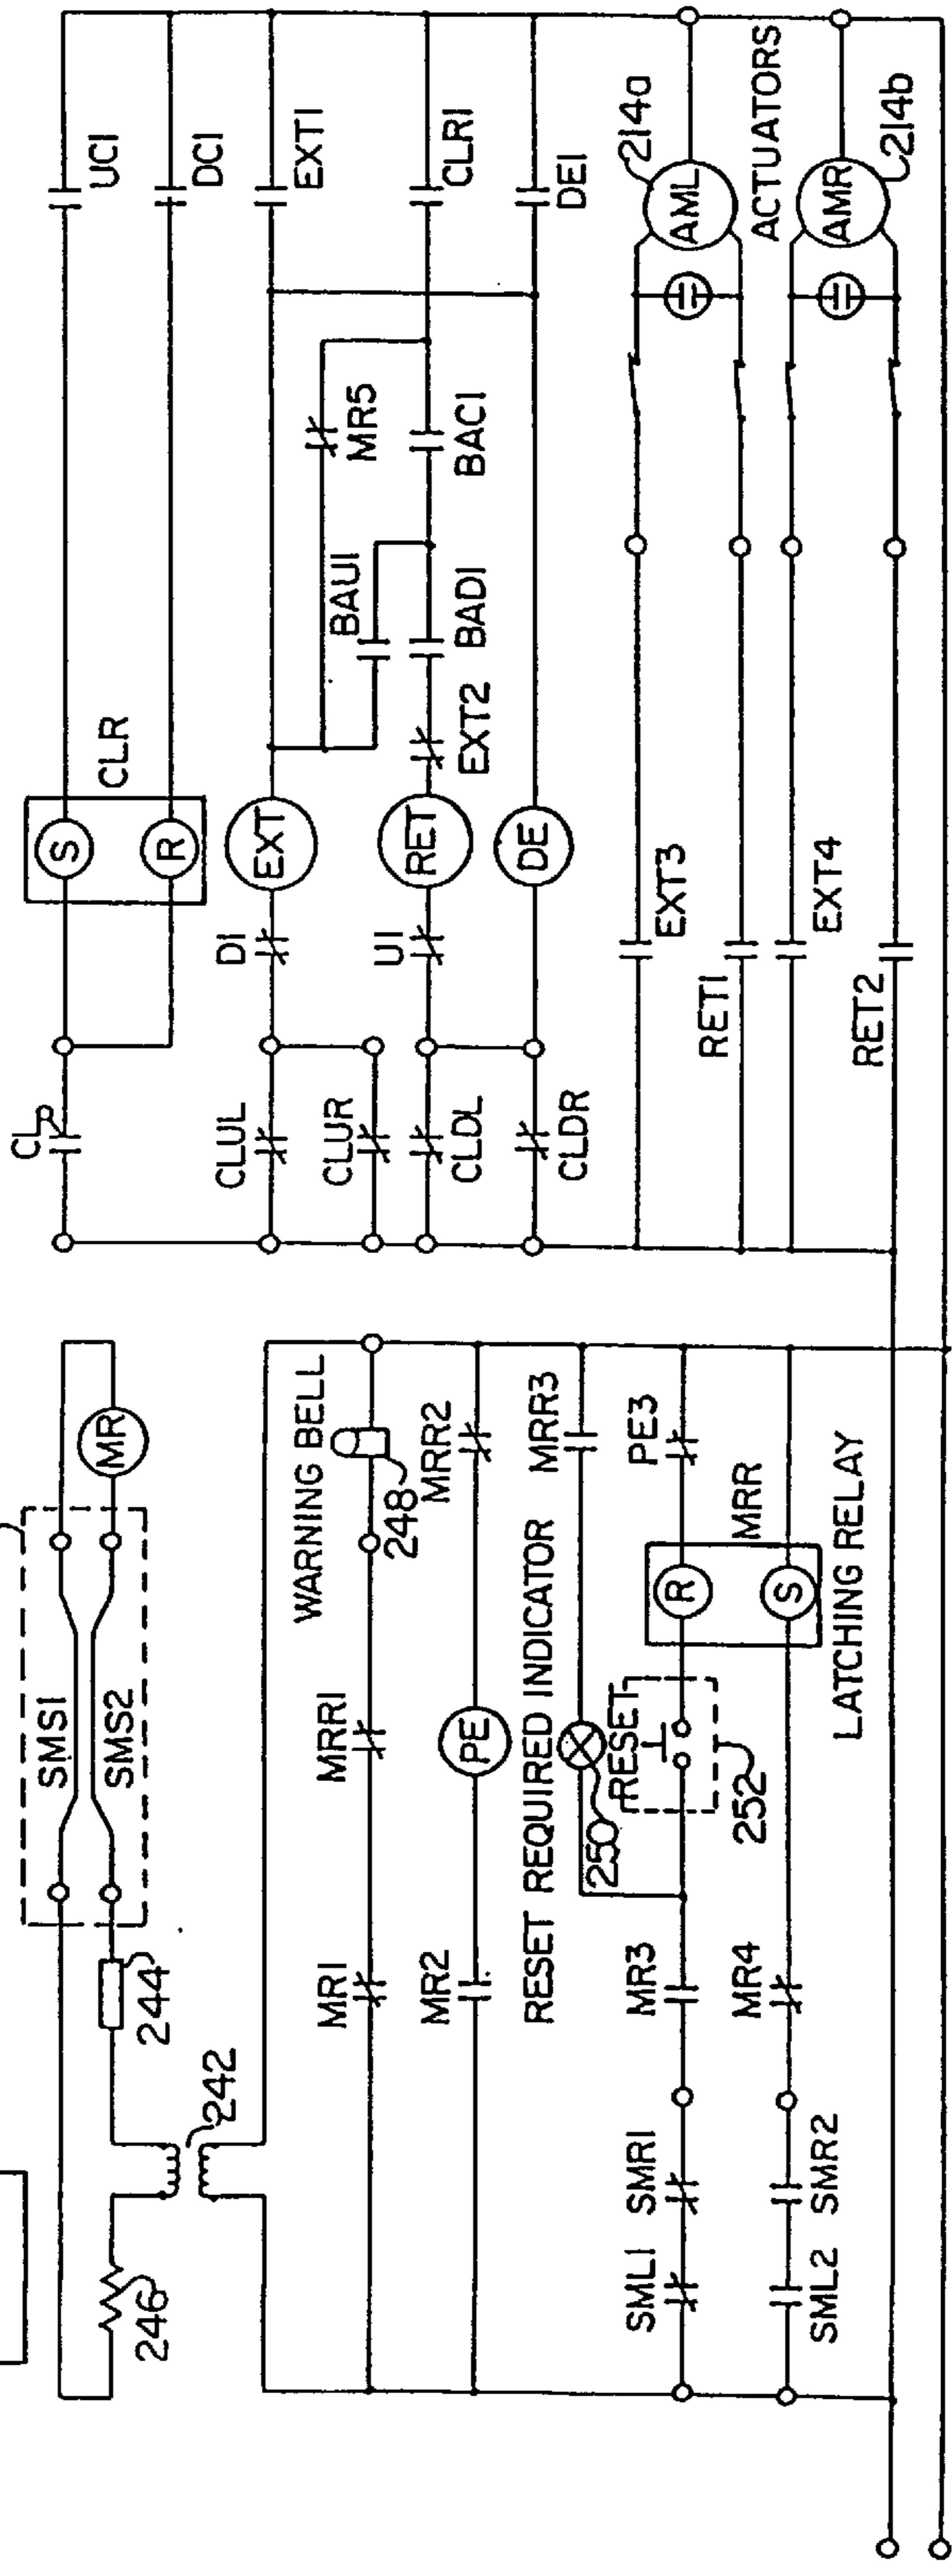 SMS1
SMS2
MR
244
246
242
WARNING BELL
MR1
MRR1
248
MR2
PE
MRR2
RESET REQUIRED INDICATOR
MRR3
250
RESET
252
SML1
SMR1
MR3
R
PE3
MRR
SML2
SMR2
MR4
S
LATCHING RELAY
CL
S
UC1
CLR
R
DC1
CLUL
D1
EXT
EXT1
CLUR
MR5
BAU1
CLDL
U1
RET
EXT2
BAD1
BAC1
CLR1
CLDR
DE
DE1
EXT3
AML
214a
RET1
ACTUATORS
EXT4
AMR
214b
RET2